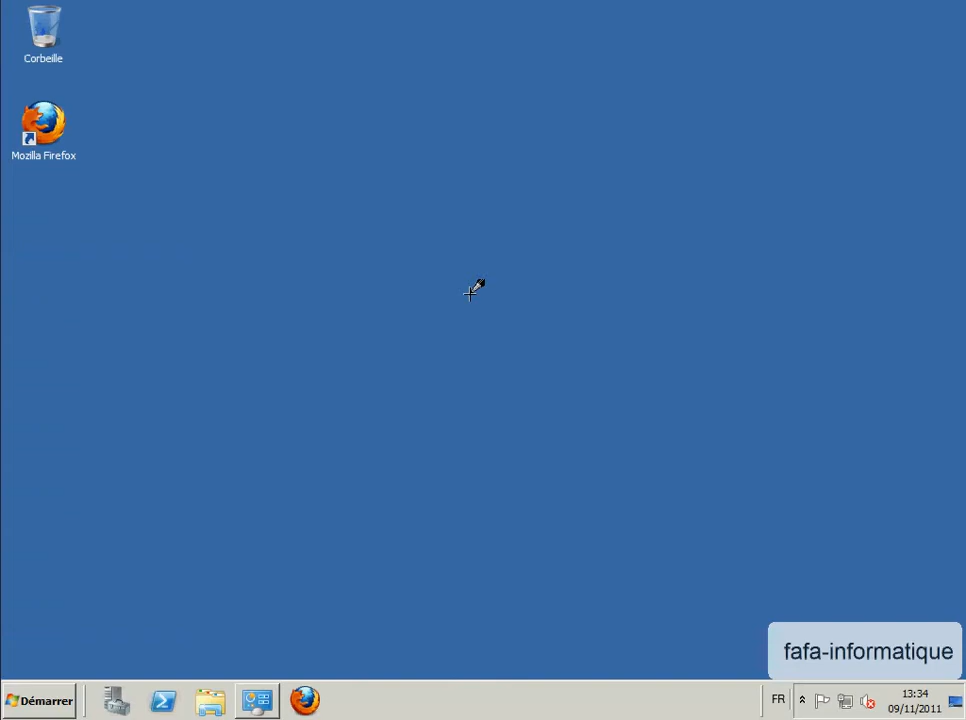 Corbeille
Mozilla Firefox
fafa-informatique
Démarrer
FR
13:34
09/11/2011